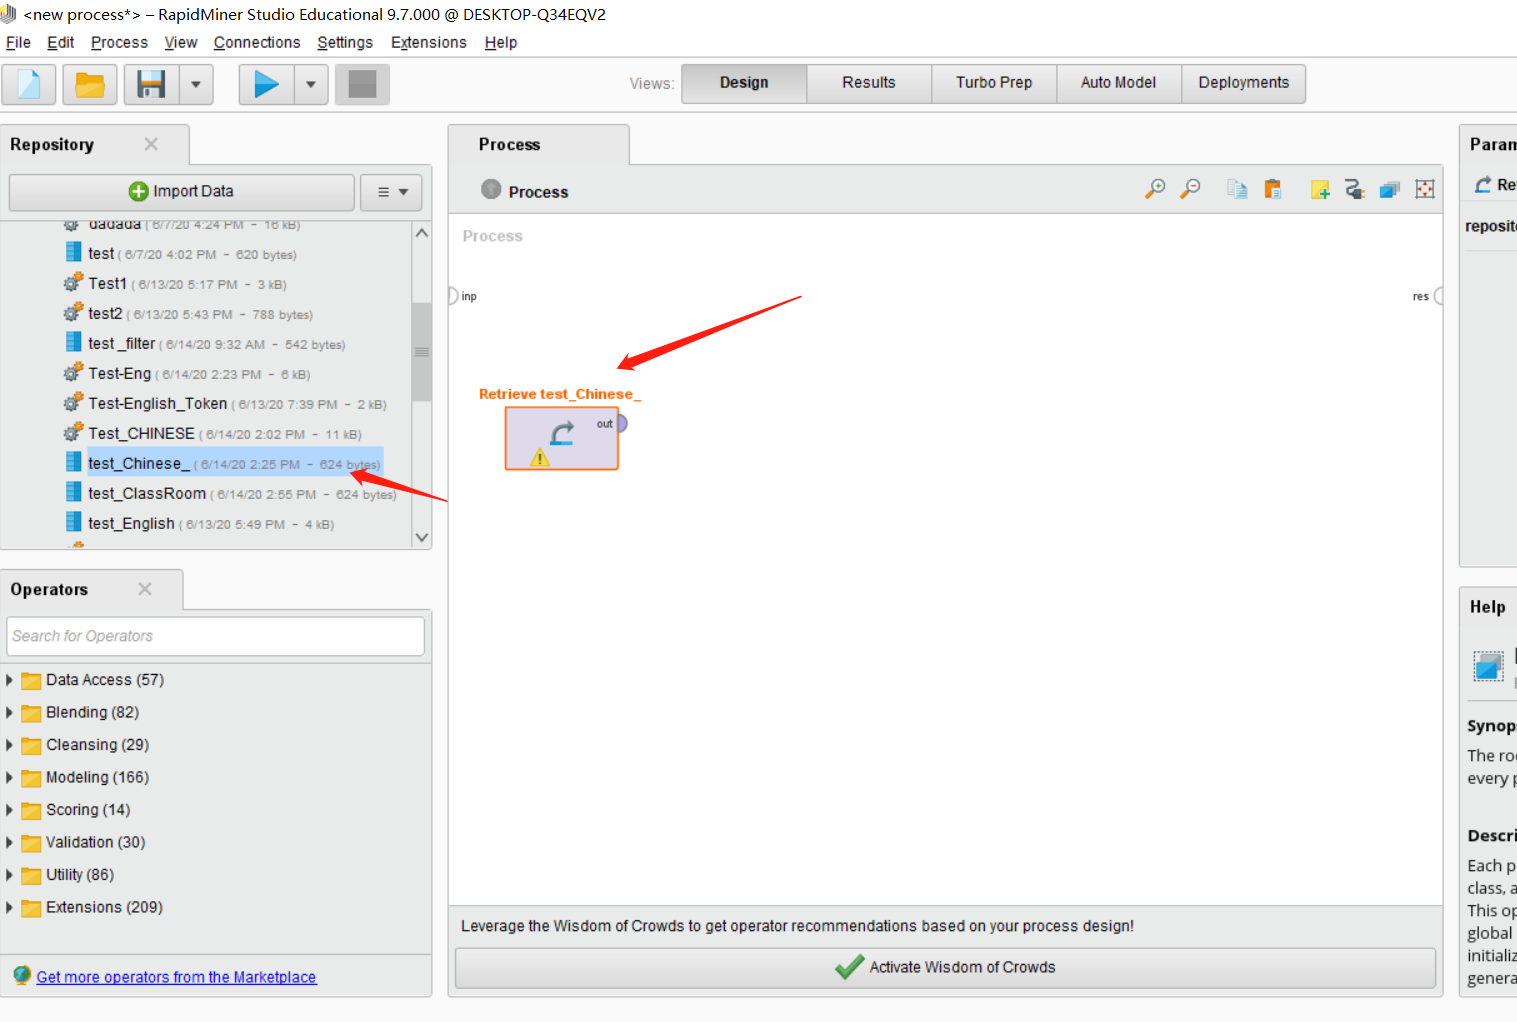 <new process*> – RapidMiner Studio Educational 9.7.000 @ DESKTOP-Q34EQV2
File Edit Process View Connections Settings Extensions Help
Views: Design Results Turbo Prep Auto Model Deployments
Repository
Import Data
dadada ( 6/7/20 4:24 PM – 16 kB)
test ( 6/7/20 4:02 PM – 620 bytes)
Test1 ( 6/13/20 5:17 PM – 3 kB)
test2 ( 6/13/20 5:43 PM – 788 bytes)
test _filter ( 6/14/20 9:32 AM – 542 bytes)
Test-Eng ( 6/14/20 2:23 PM – 6 kB)
Test-English_Token ( 6/13/20 7:39 PM – 2 kB)
Test_CHINESE ( 6/14/20 2:02 PM – 11 kB)
test_Chinese_ ( 6/14/20 2:25 PM – 624 bytes)
test_ClassRoom ( 6/14/20 2:55 PM – 624 bytes)
test_English ( 6/13/20 5:49 PM – 4 kB)
Operators
Search for Operators
Data Access (57)
Blending (82)
Cleansing (29)
Modeling (166)
Scoring (14)
Validation (30)
Utility (86)
Extensions (209)
Get more operators from the Marketplace
Process
Process
Process
inp
res
Retrieve test_Chinese_
out
Leverage the Wisdom of Crowds to get operator recommendations based on your process design!
Activate Wisdom of Crowds
Param
Re
reposit
Help
Synop
The ro
every p
Descri
Each p
class, a
This op
global
initializ
genera